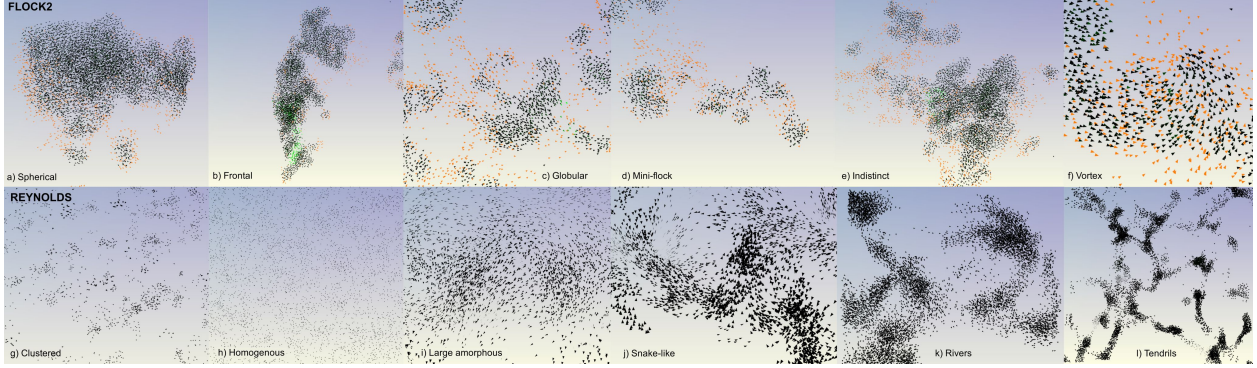 FLOCK2
a) Spherical
b) Frontal
c) Globular
d) Mini-flock
e) Indistinct
f) Vortex
REYNOLDS
g) Clustered
h) Homogenous
i) Large amorphous
j) Snake-like
k) Rivers
l) Tendrils